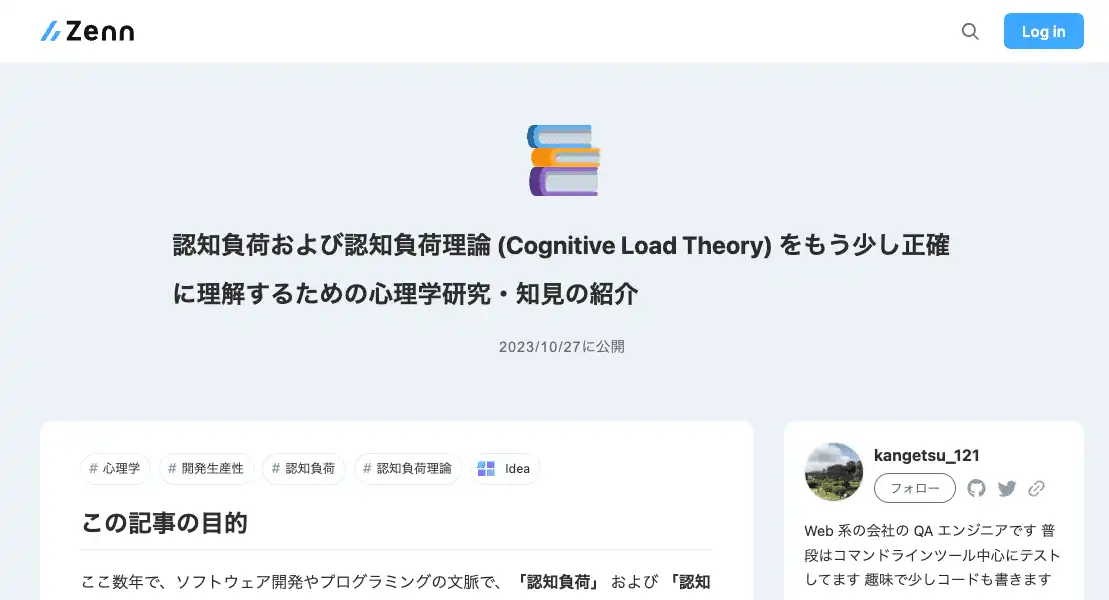 Zenn
Log in
認知負荷および認知負荷理論 (Cognitive Load Theory) をもう少し正確
に理解するための心理学研究・知見の紹介
2023/10/27に公開
# 心理学
# 開発生産性
# 認知負荷
# 認知負荷理論
Idea
この記事の目的
ここ数年で、ソフトウェア開発やプログラミングの文脈で、「認知負荷」 および 「認知
kangetsu_121
フォロー
Web 系の会社の QA エンジニアです 普
段はコマンドラインツール中心にテスト
してます 趣味で少しコードも書きます